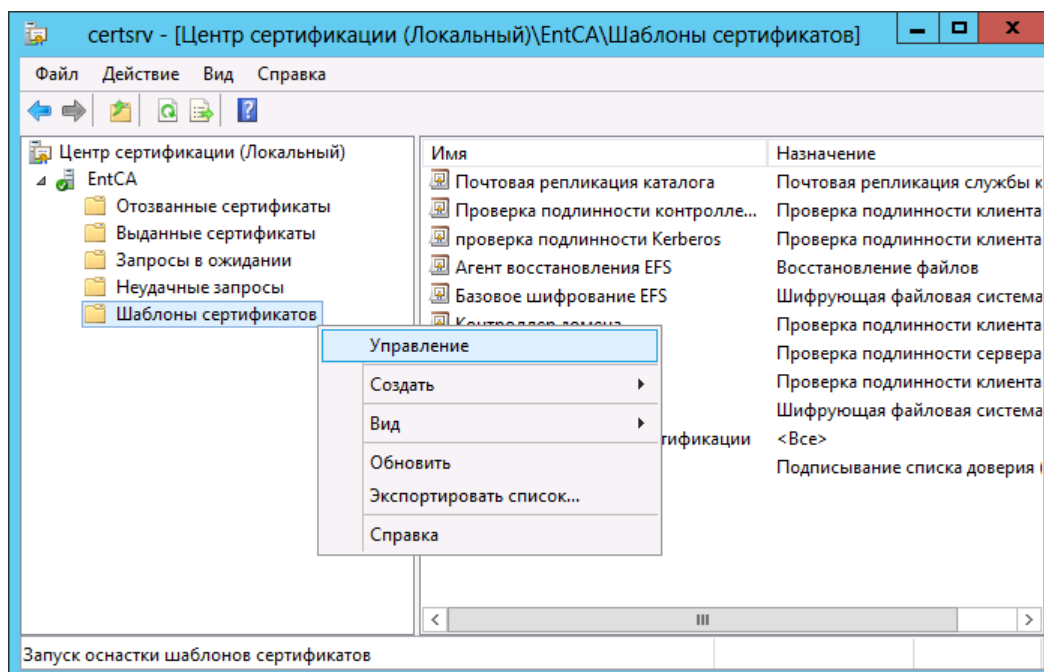 certsrv - [Центр сертификации (Локальный)\EntCA\Шаблоны сертификатов]
Файл Действие Вид Справка
Центр сертификации (Локальный)
EntCA
Отозванные сертификаты
Выданные сертификаты
Запросы в ожидании
Неудачные запросы
Шаблоны сертификатов
Имя Назначение
Почтовая репликация каталога Почтовая репликация службы к
Проверка подлинности контролле... Проверка подлинности клиента
проверка подлинности Kerberos Проверка подлинности клиента
Агент восстановления EFS Восстановление файлов
Базовое шифрование EFS Шифрующая файловая система
Контроллер домена Проверка подлинности клиента
Проверка подлинности сервера
Проверка подлинности клиента
Шифрующая файловая система
тификации <Все>
Подписывание списка доверия (
Управление
Создать
Вид
Обновить
Экспортировать список...
Справка
Запуск оснастки шаблонов сертификатов